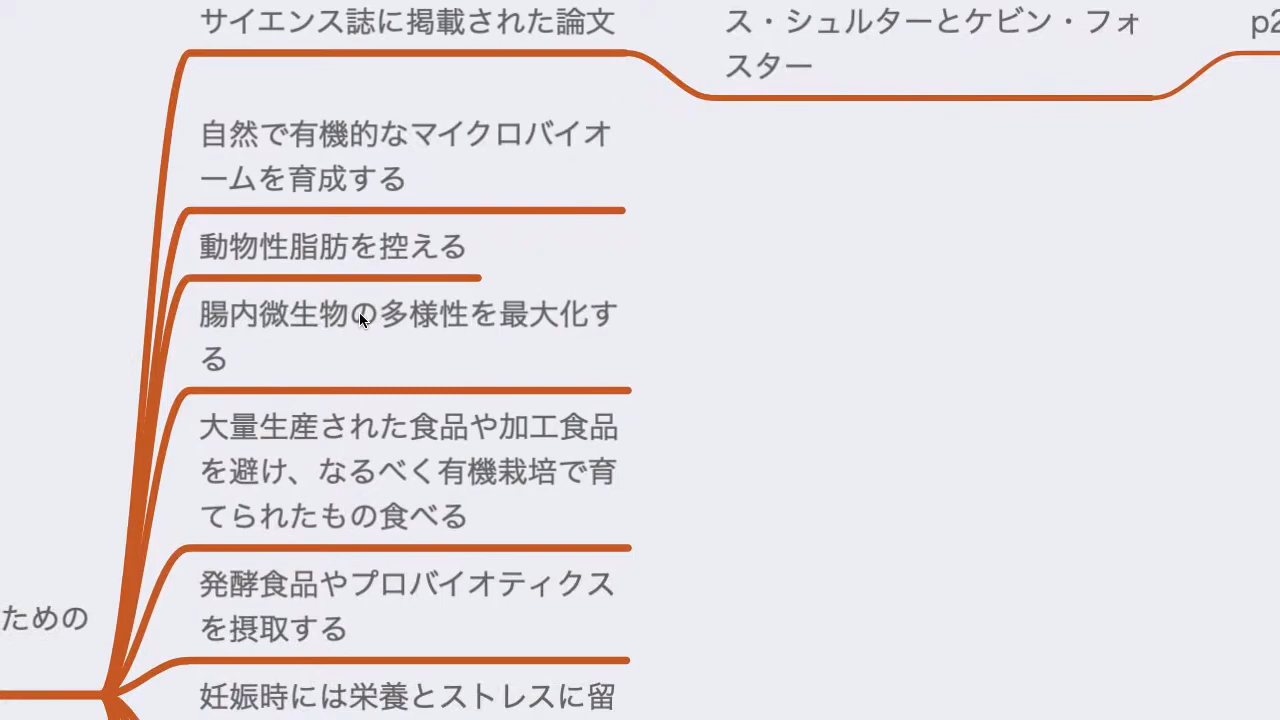 サイエンス誌に掲載された論文
ス・シュルターとケビン・フォ
スター
自然で有機的なマイクロバイオ
ームを育成する
動物性脂肪を控える
腸内微生物の多様性を最大化す
る
大量生産された食品や加工食品
を避け、なるべく有機栽培で育
てられたもの食べる
発酵食品やプロバイオティクス
を摂取する
ための
妊娠時には栄養とストレスに留